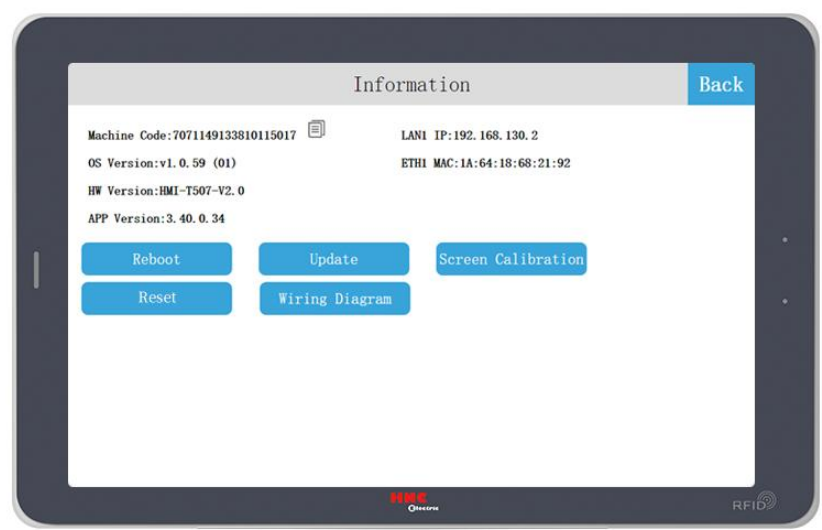 Information
Back
Machine Code:7071149133810115017
LAN1 IP:192.168.130.2
OS Version:v1.0.59 (01)
ETH1 MAC:1A:64:18:68:21:92
HW Version:HMI-T507-V2.0
APP Version:3.40.0.34
Reboot
Update
Screen Calibration
Reset
Wiring Diagram
HNC
Electric
RFID